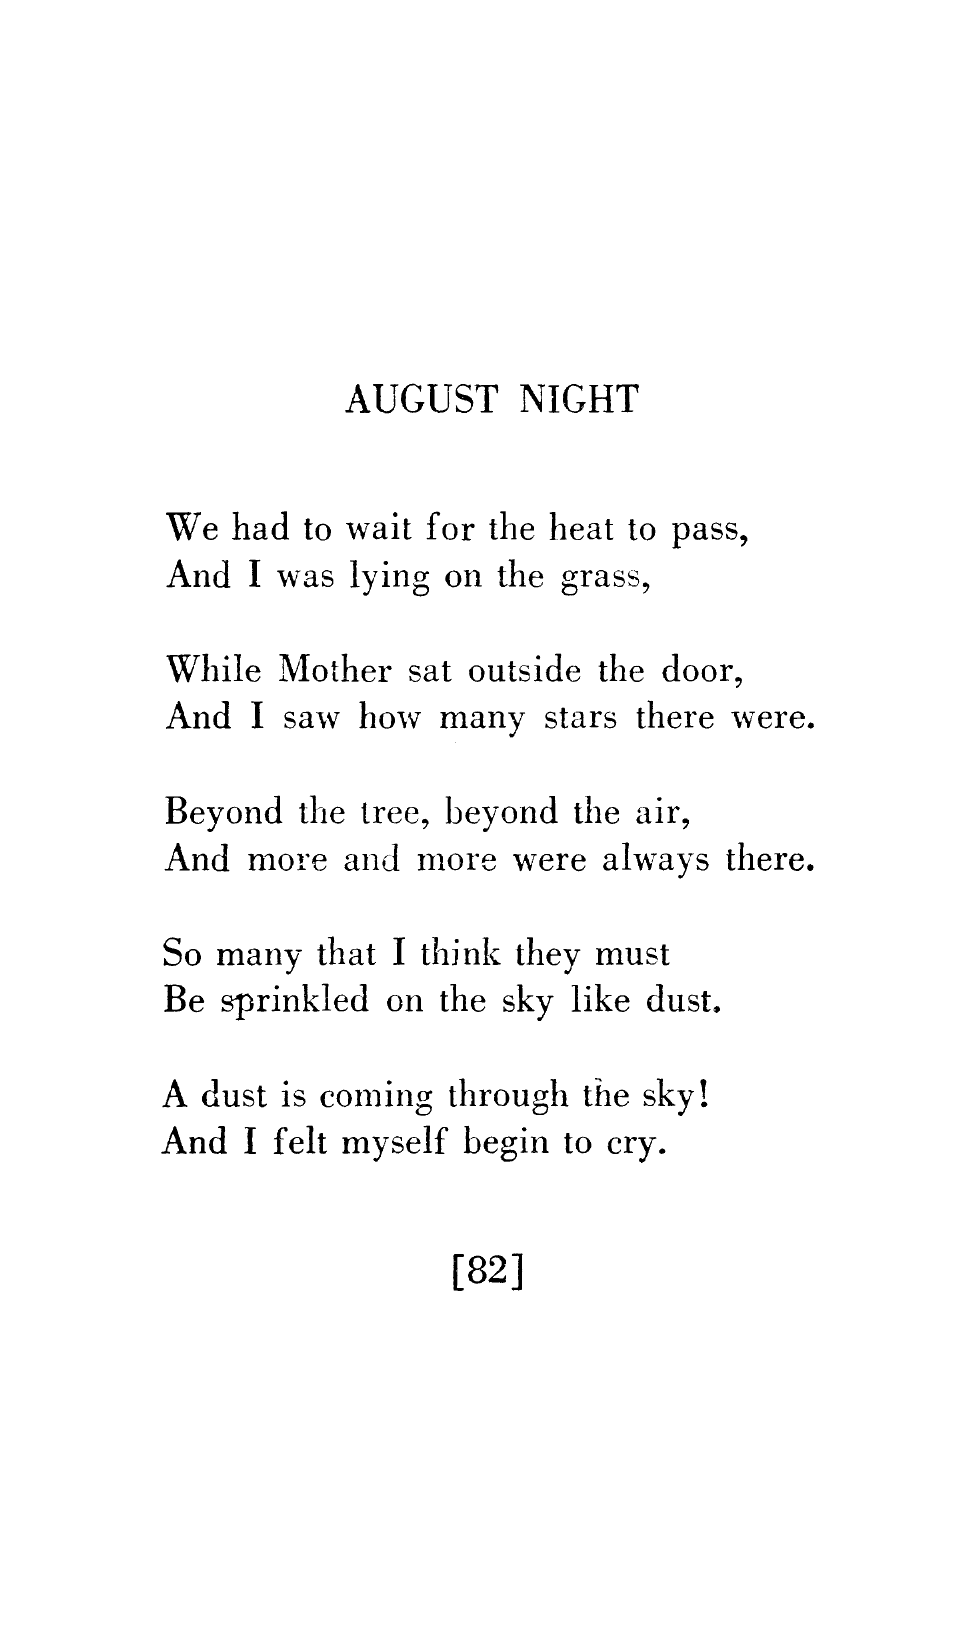 AUGUST NIGHT
We had to wait for the heat to pass,
And I was lying on the grass,
While Mother sat outside the door,
And I saw how many stars there were.
Beyond the tree, beyond the air,
And more and more were always there.
So many that I think they must
Be sprinkled on the sky like dust.
A dust is coming through the sky!
And I felt myself begin to cry.
[82]